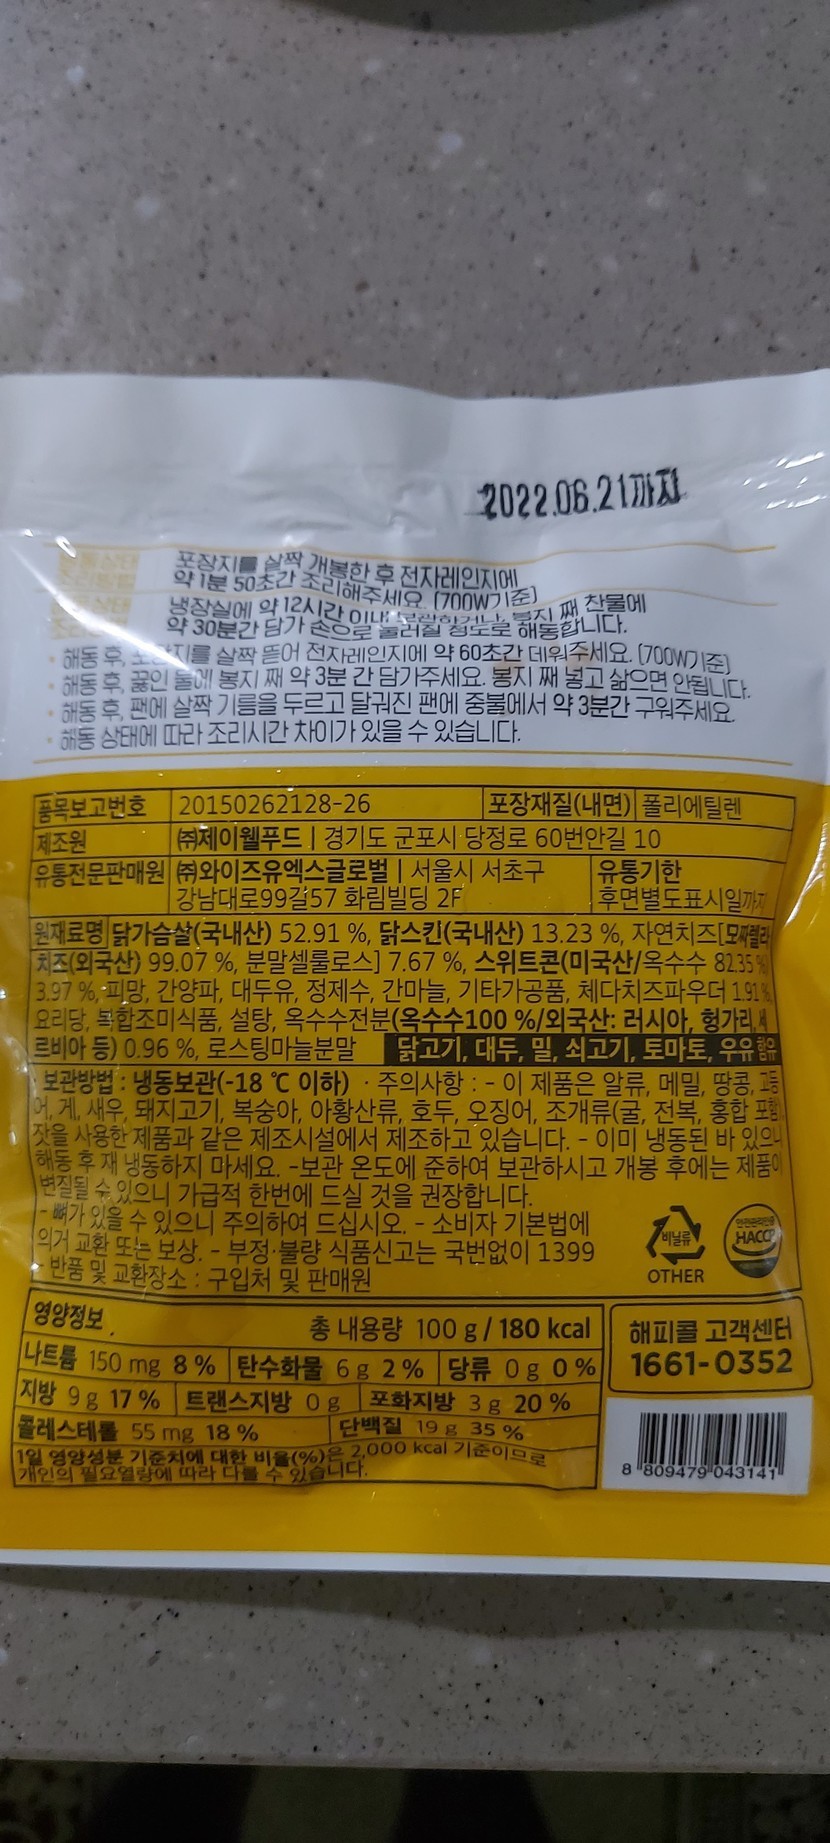 2022.06.21까지
포장지를 살짝 개봉한 후 전자레인지에
약 1분 50초간 조리해주세요. (700W기준)
냉장실에 약 12시간 이내 봉지 째 찬물에
약 30분간 담가 손으로 눌러질 정도로 해동합니다.
· 해동 후, 포장지를 살짝 뜯어 전자레인지에 약 60초간 데워주세요. (700W기준)
· 해동 후, 끓인 물에 봉지 째 약 3분 간 담가주세요. 봉지 째 넣고 삶으면 안됩니다.
· 해동 후, 팬에 살짝 기름을 두르고 달궈진 팬에 중불에서 약 3분간 구워주세요.
· 해동 상태에 따라 조리시간 차이가 있을 수 있습니다.
품목보고번호 20150262128-26 포장재질(내면) 폴리에틸렌
제조원 ㈜제이웰푸드 | 경기도 군포시 당정로 60번안길 10
유통전문판매원 ㈜와이즈유엑스글로벌 | 서울시 서초구 유통기한
강남대로99길57 화림빌딩 2F 후면별도표시일까지
원재료명 닭가슴살(국내산) 52.91 %, 닭스킨(국내산) 13.23 %, 자연치즈[모짜렐라
치즈(외국산) 99.07 %, 분말셀룰로스] 7.67 %, 스위트콘(미국산/옥수수 82.35 %)
3.97 %, 피망, 간양파, 대두유, 정제수, 간마늘, 기타가공품, 체다치즈파우더 1.91 %,
요리당, 복합조미식품, 설탕, 옥수수전분(옥수수100 %/외국산: 러시아, 헝가리, 세
르비아 등) 0.96 %, 로스팅마늘분말 닭고기, 대두, 밀, 쇠고기, 토마토, 우유 함유
· 보관방법 : 냉동보관(-18 ℃ 이하) · 주의사항 : - 이 제품은 알류, 메밀, 땅콩, 고등
어, 게, 새우, 돼지고기, 복숭아, 아황산류, 호두, 오징어, 조개류(굴, 전복, 홍합 포함)
잣을 사용한 제품과 같은 제조시설에서 제조하고 있습니다. - 이미 냉동된 바 있으니
해동 후 재 냉동하지 마세요. -보관 온도에 준하여 보관하시고 개봉 후에는 제품이
변질될 수 있으니 가급적 한번에 드실 것을 권장합니다.
- 뼈가 있을 수 있으니 주의하여 드십시오. - 소비자 기본법에
의거 교환 또는 보상. - 부정·불량 식품신고는 국번없이 1399
- 반품 및 교환장소 : 구입처 및 판매원
비닐류
OTHER
HACCP
영양정보 총 내용량 100 g / 180 kcal
나트륨 150 mg 8 % 탄수화물 6 g 2 % 당류 0 g 0 %
지방 9 g 17 % 트랜스지방 0 g 포화지방 3 g 20 %
콜레스테롤 55 mg 18 % 단백질 19 g 35 %
1일 영양성분 기준치에 대한 비율(%)은 2,000 kcal 기준이므로
개인의 필요열량에 따라 다를 수 있습니다.
해피콜 고객센터
1661-0352
8 809479 043141